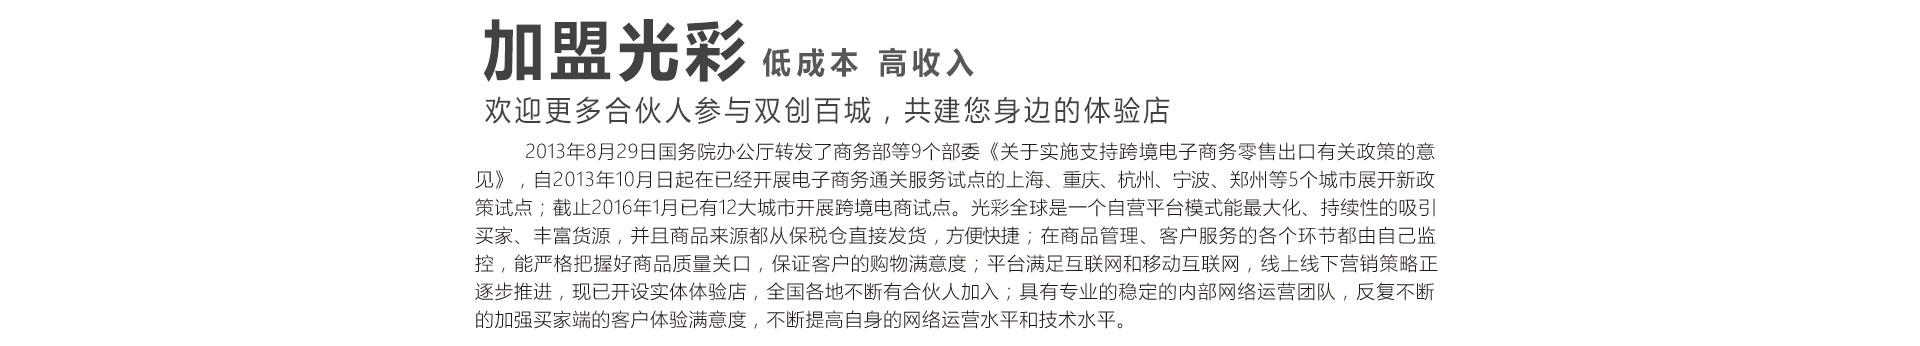 加盟光彩 低成本 高收入
欢迎更多合伙人参与双创百城，共建您身边的体验店
2013年8月29日国务院办公厅转发了商务部等9个部委《关于实施支持跨境电子商务零售出口有关政策的意
见》，自2013年10月日起在已经开展电子商务通关服务试点的上海、重庆、杭州、宁波、郑州等5个城市展开新政
策试点；截止2016年1月已有12大城市开展跨境电商试点。光彩全球是一个自营平台模式能最大化、持续性的吸引
买家、丰富货源，并且商品来源都从保税仓直接发货，方便快捷；在商品管理、客户服务的各个环节都由自己监
控，能严格把握好商品质量关口，保证客户的购物满意度；平台满足互联网和移动互联网，线上线下营销策略正
逐步推进，现已开设实体体验店，全国各地不断有合伙人加入；具有专业的稳定的内部网络运营团队，反复不断
的加强买家端的客户体验满意度，不断提高自身的网络运营水平和技术水平。